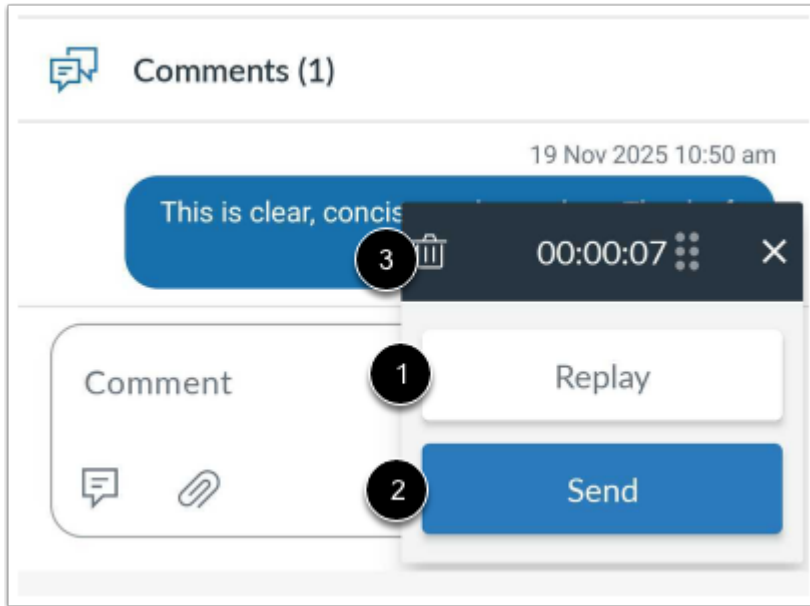 Comments (1)
19 Nov 2025 10:50 am
This is clear, concis
3
00:00:07
1
Replay
Comment
2
Send